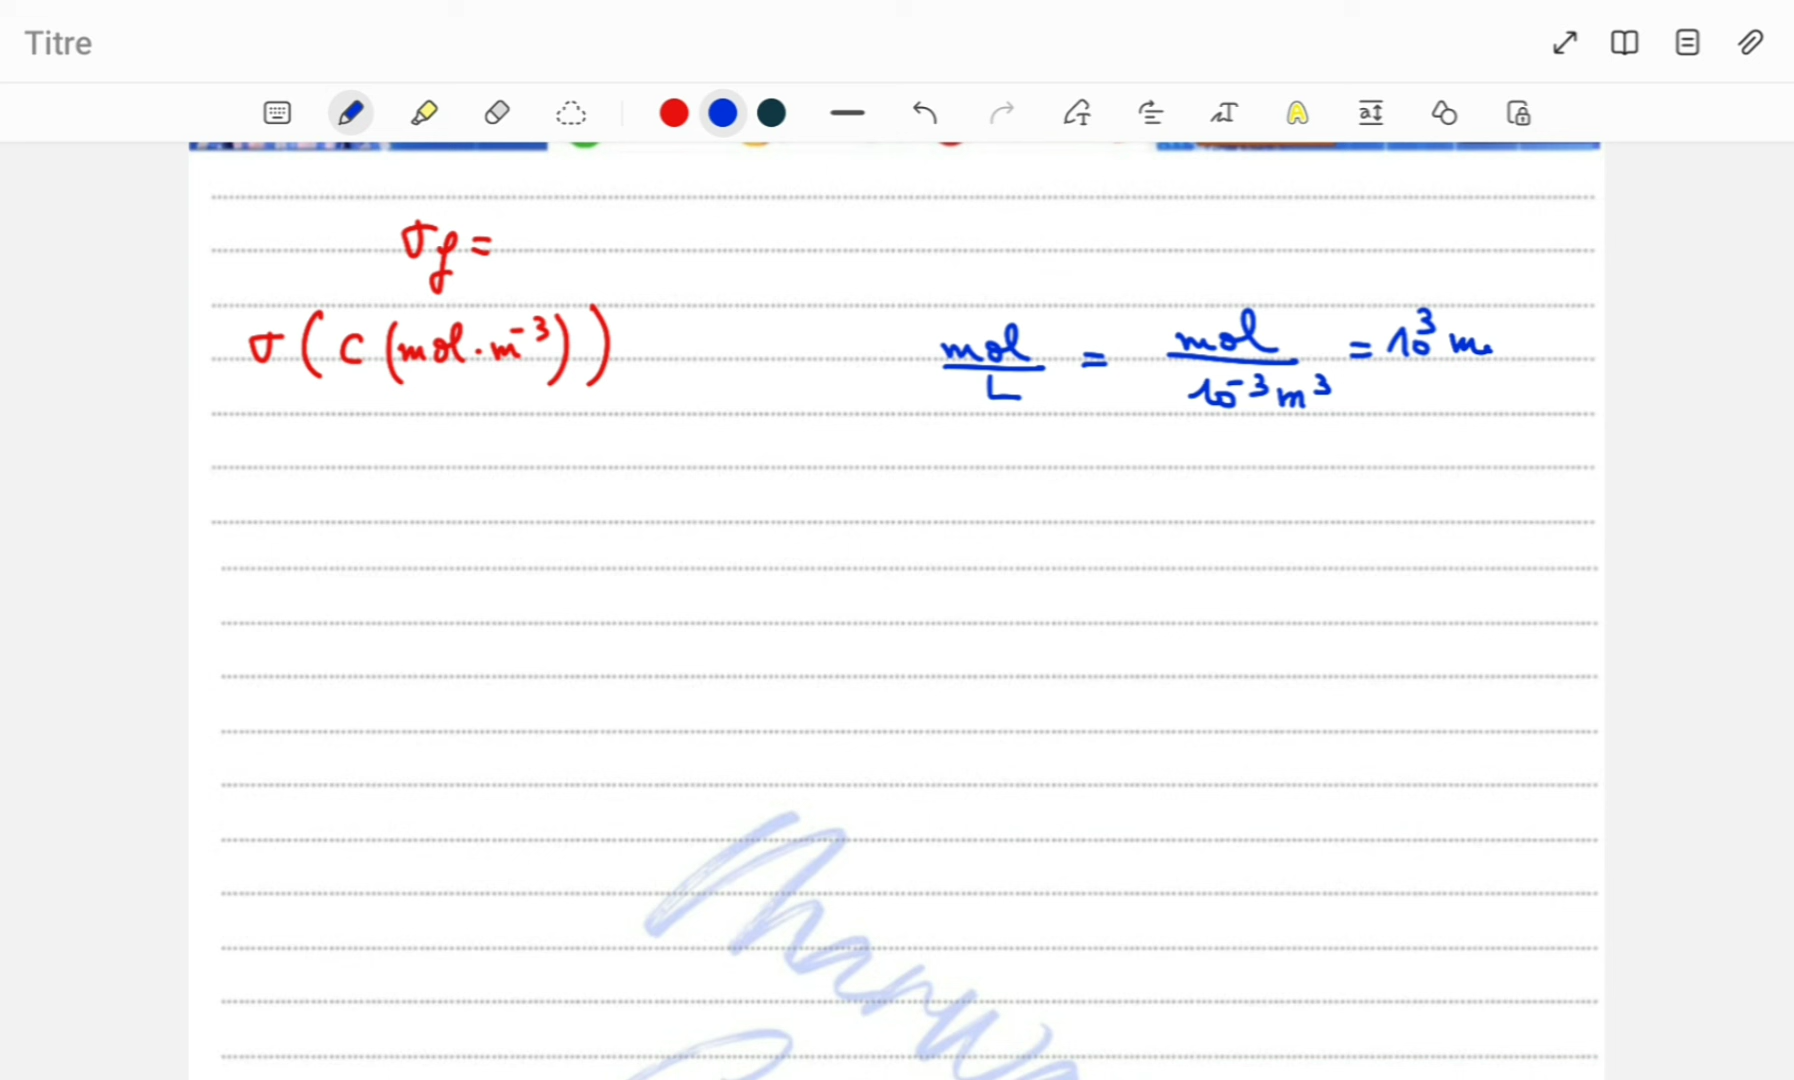 Titre
σf =
σ ( C (mol·m⁻³) )
mol/L = mol/10⁻³m³ = 10³ m